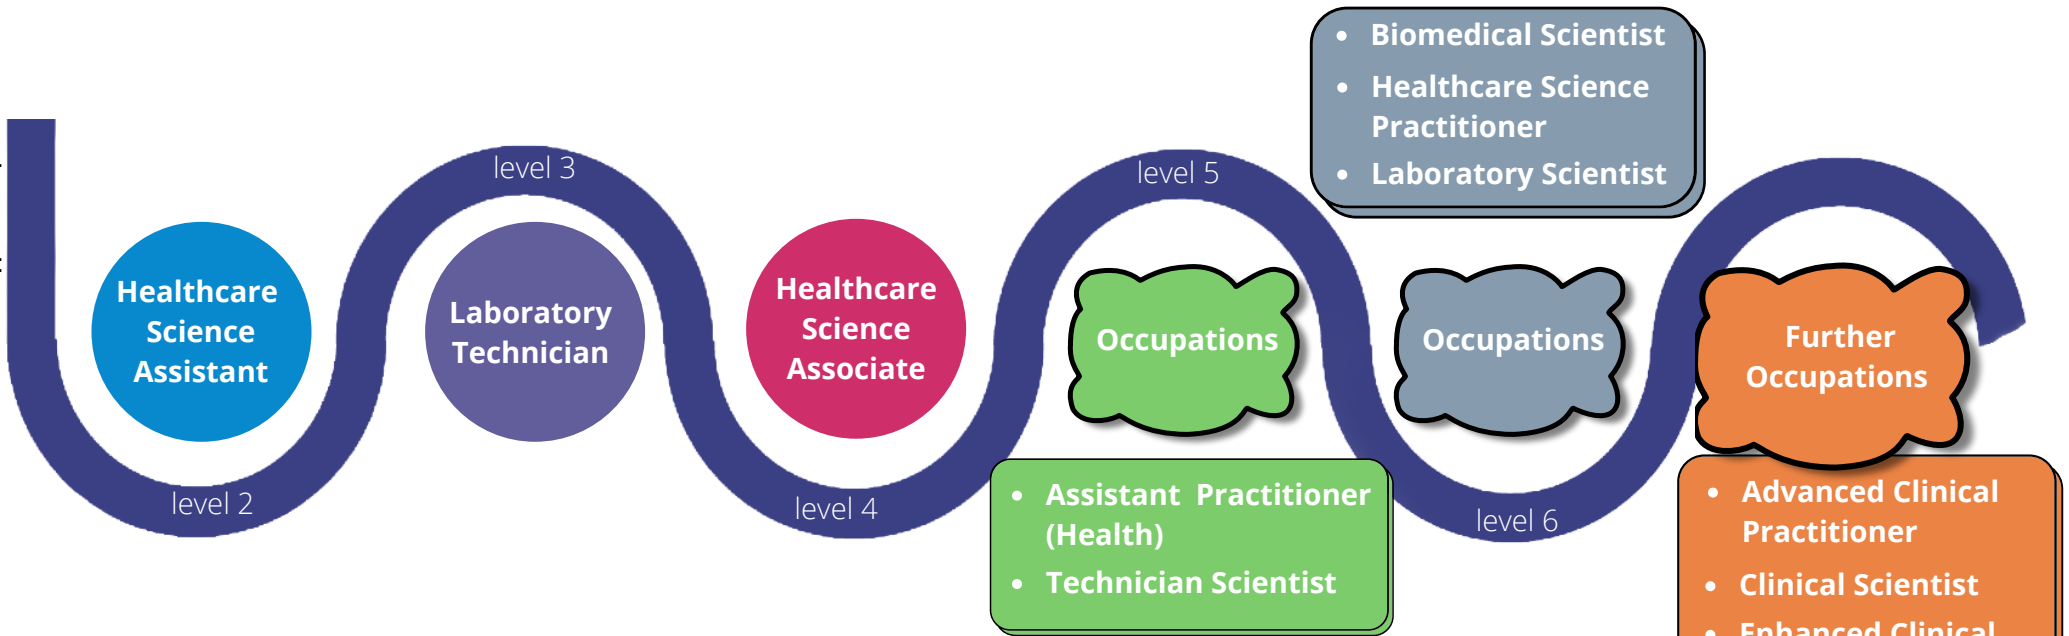 Healthcare
Science
Assistant
level 2
level 3
Laboratory
Technician
Healthcare
Science
Associate
level 4
level 5
Occupations
• Assistant  Practitioner
(Health)
• Technician Scientist
• Biomedical Scientist
• Healthcare Science
Practitioner
• Laboratory Scientist
Occupations
level 6
Further
Occupations
• Advanced Clinical
Practitioner
• Clinical Scientist
• Enhanced Clinical